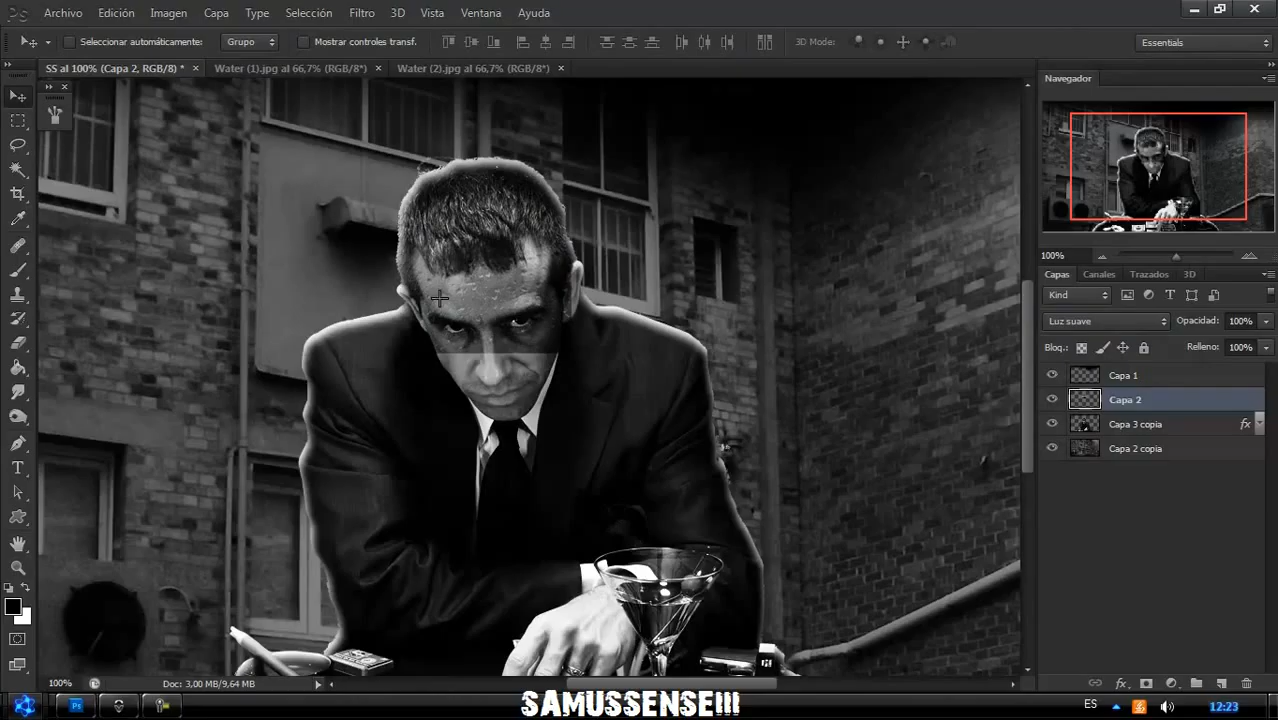 Ps Archivo Edición Imagen Capa Type Selección Filtro 3D Vista Ventana Ayuda
Seleccionar automáticamente: Grupo Mostrar controles transf. 3D Mode: Essentials
SS al 100% (Capa 2, RGB/8) * × Water (1).jpg al 66,7% (RGB/8*) × Water (2).jpg al 66,7% (RGB/8*) ×
Navegador
100%
Capas Canales Trazados 3D
Kind
Luz suave Opacidad: 100%
Bloq.: Relleno: 100%
Capa 1
Capa 2
Capa 3 copia fx
Capa 2 copia
100% Doc: 3,00 MB/9,64 MB
Ps SAMUSSENSE!!! ES 12:23